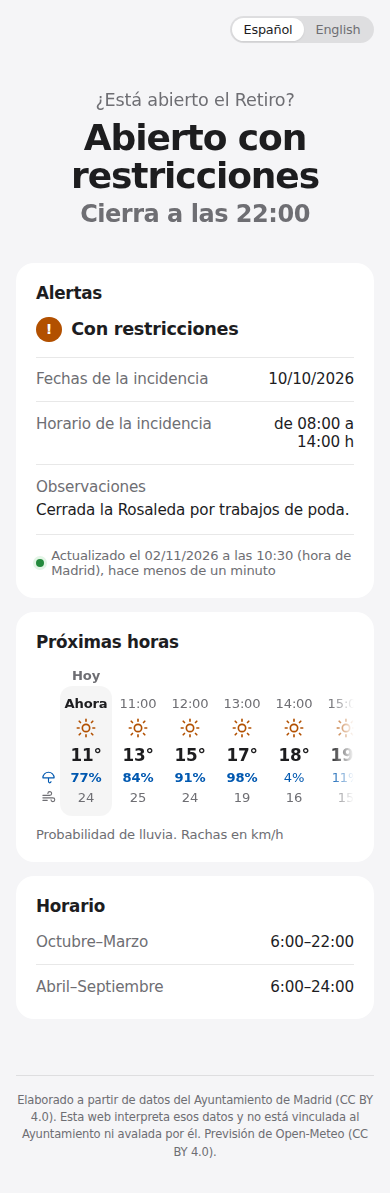 Español English
¿Está abierto el Retiro?
Abierto con
restricciones
Cierra a las 22:00
Alertas
! Con restricciones
Fechas de la incidencia 10/10/2026
Horario de la incidencia de 08:00 a
14:00 h
Observaciones
Cerrada la Rosaleda por trabajos de poda.
Actualizado el 02/11/2026 a las 10:30 (hora de
Madrid), hace menos de un minuto
Próximas horas
Hoy
Ahora 11:00 12:00 13:00 14:00
11° 13° 15° 17° 18°
77% 84% 91% 98% 4%
24 25 24 19 16
Probabilidad de lluvia. Rachas en km/h
Horario
Octubre–Marzo 6:00–22:00
Abril–Septiembre 6:00–24:00
Elaborado a partir de datos del Ayuntamiento de Madrid (CC BY
4.0). Esta web interpreta esos datos y no está vinculada al
Ayuntamiento ni avalada por él. Previsión de Open-Meteo (CC
BY 4.0).